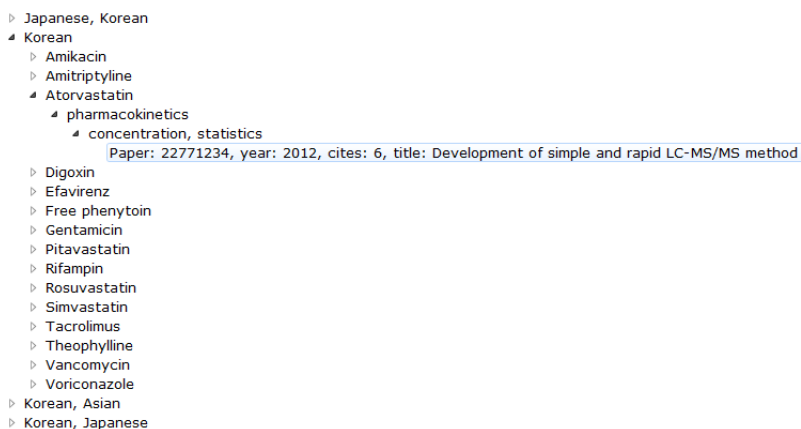 Japanese, Korean
Korean
Amikacin
Amitriptyline
Atorvastatin
pharmacokinetics
concentration, statistics
Paper: 22771234, year: 2012, cites: 6, title: Development of simple and rapid LC-MS/MS method
Digoxin
Efavirenz
Free phenytoin
Gentamicin
Pitavastatin
Rifampin
Rosuvastatin
Simvastatin
Tacrolimus
Theophylline
Vancomycin
Voriconazole
Korean, Asian
Korean, Japanese